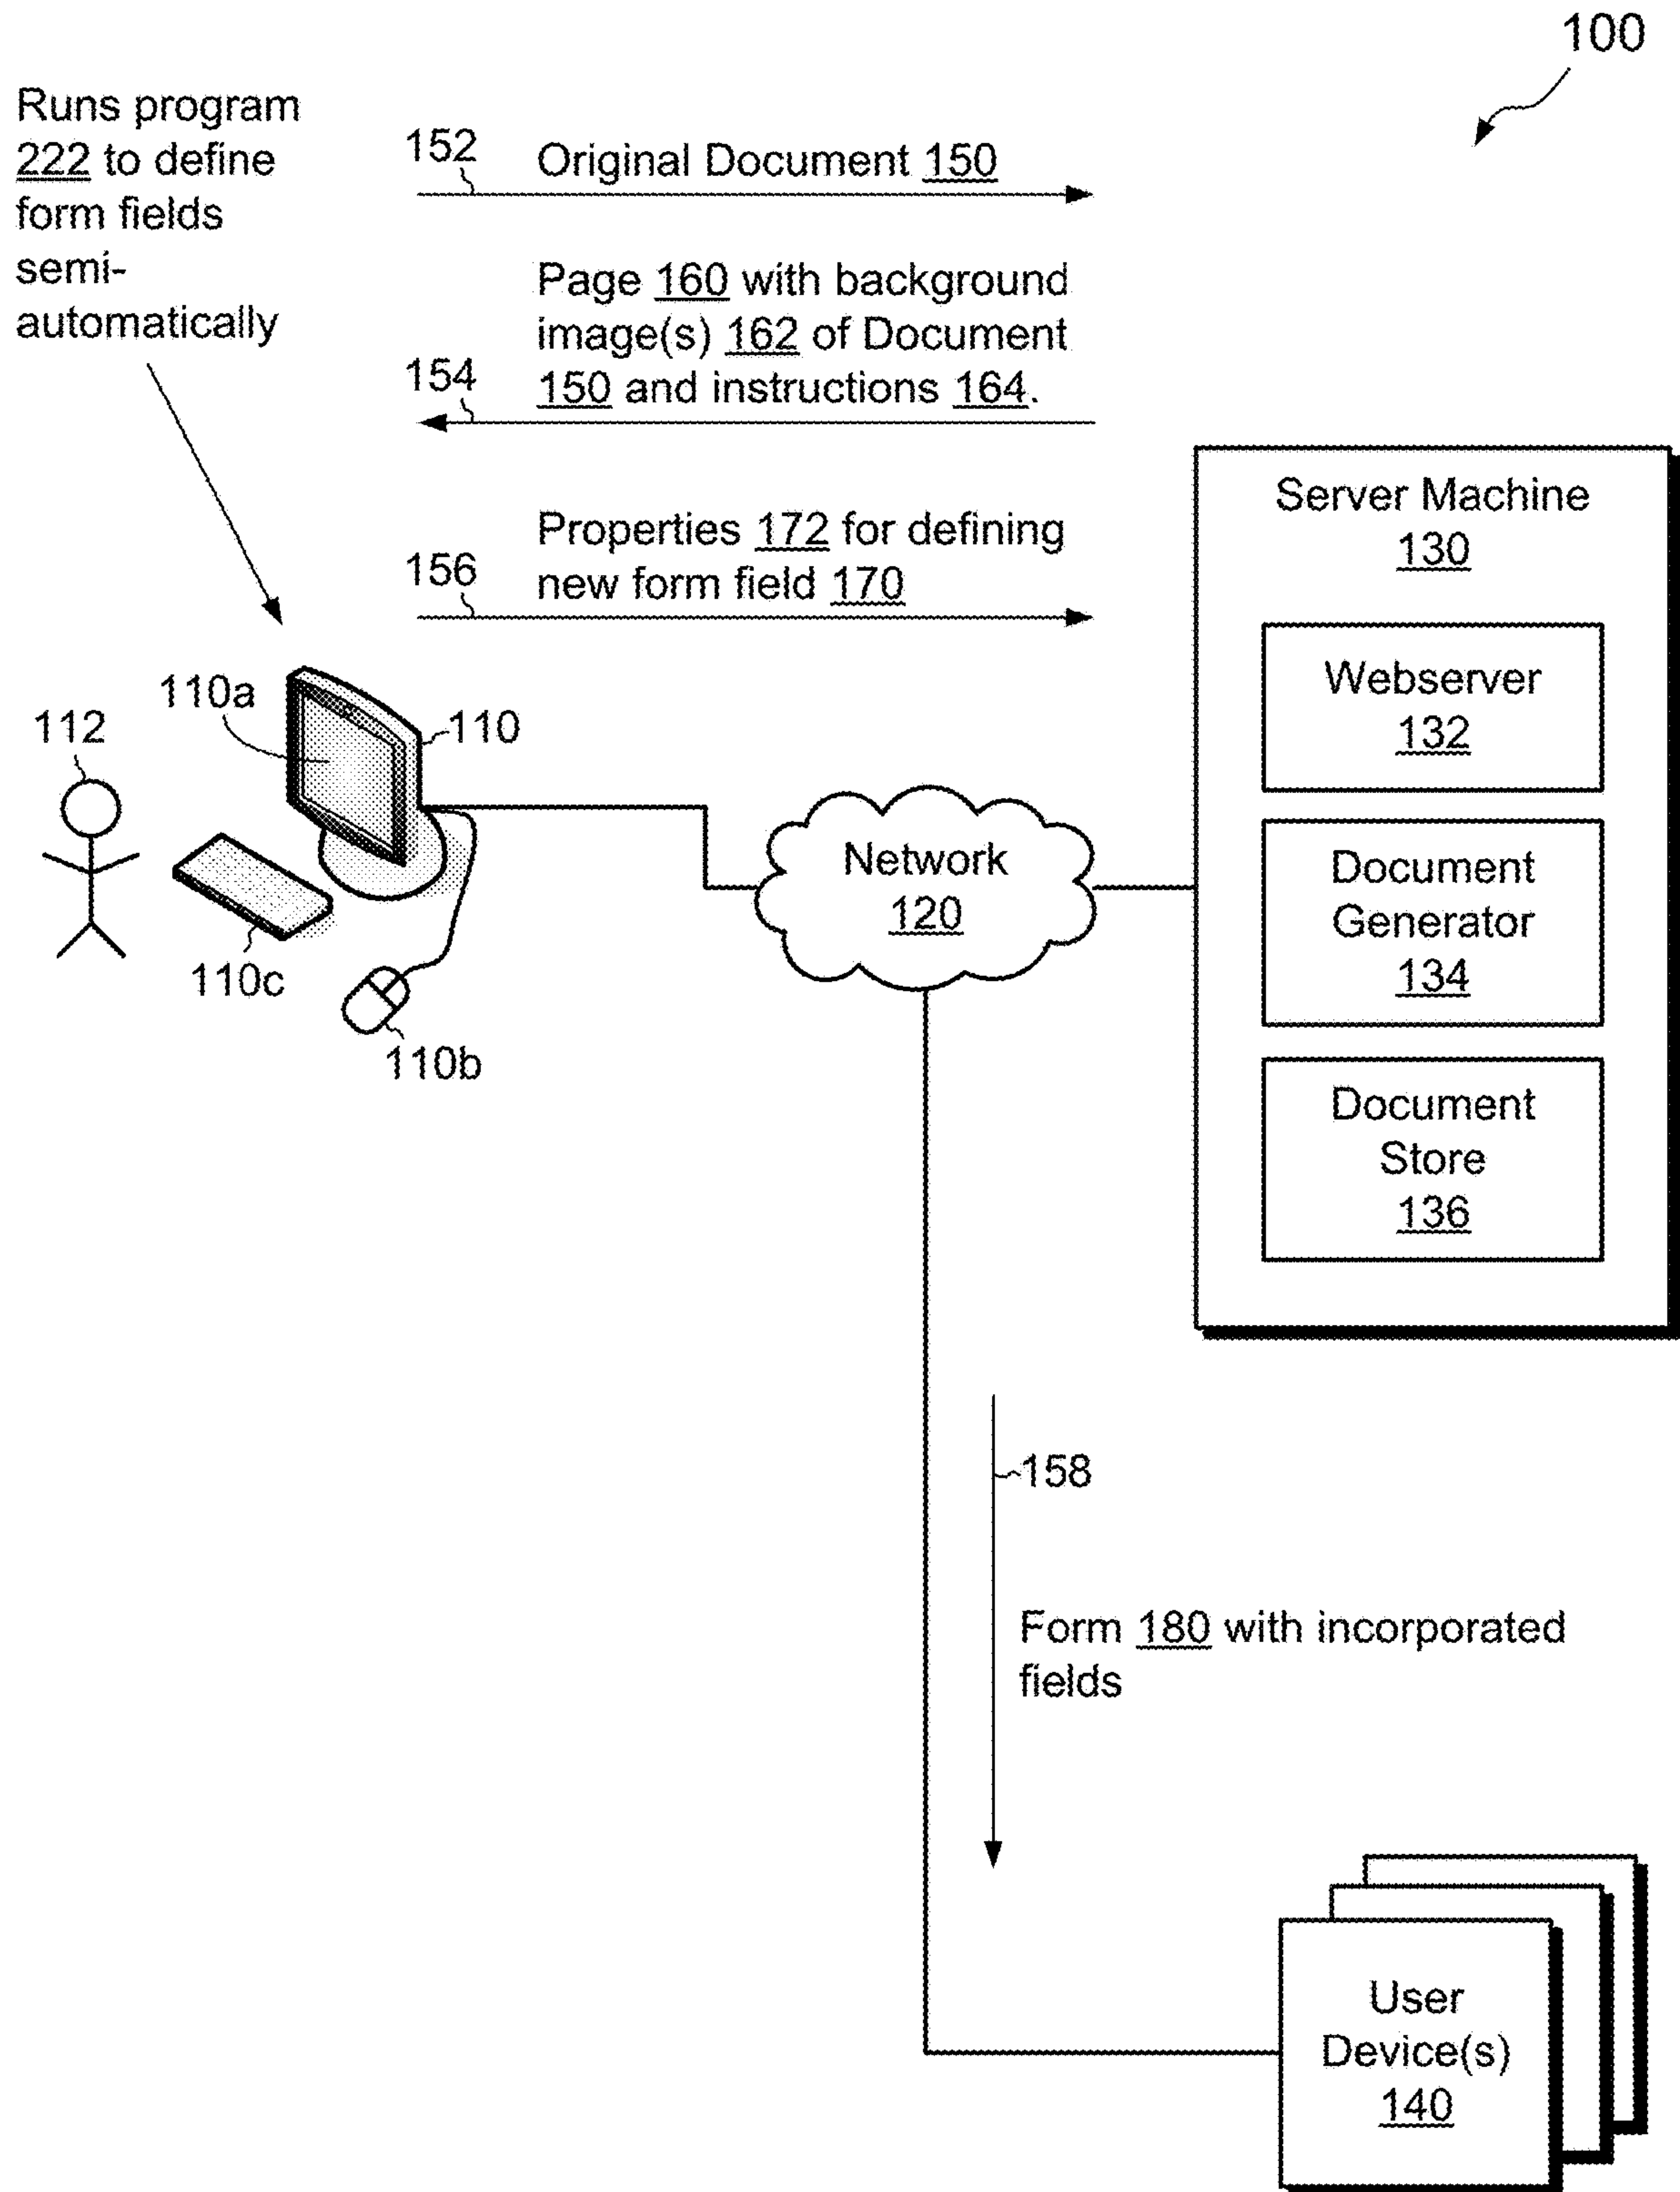 100
Runs program
222 to define
form fields
semi-
automatically
152
Original Document 150
Page 160 with background
image(s) 162 of Document
150 and instructions 164.
154
Properties 172 for defining
new form field 170
156
Server Machine
130
Webserver
132
Document
Generator
134
Document
Store
136
110a
110
112
110c
110b
Network
120
158
Form 180 with incorporated
fields
User
Device(s)
140